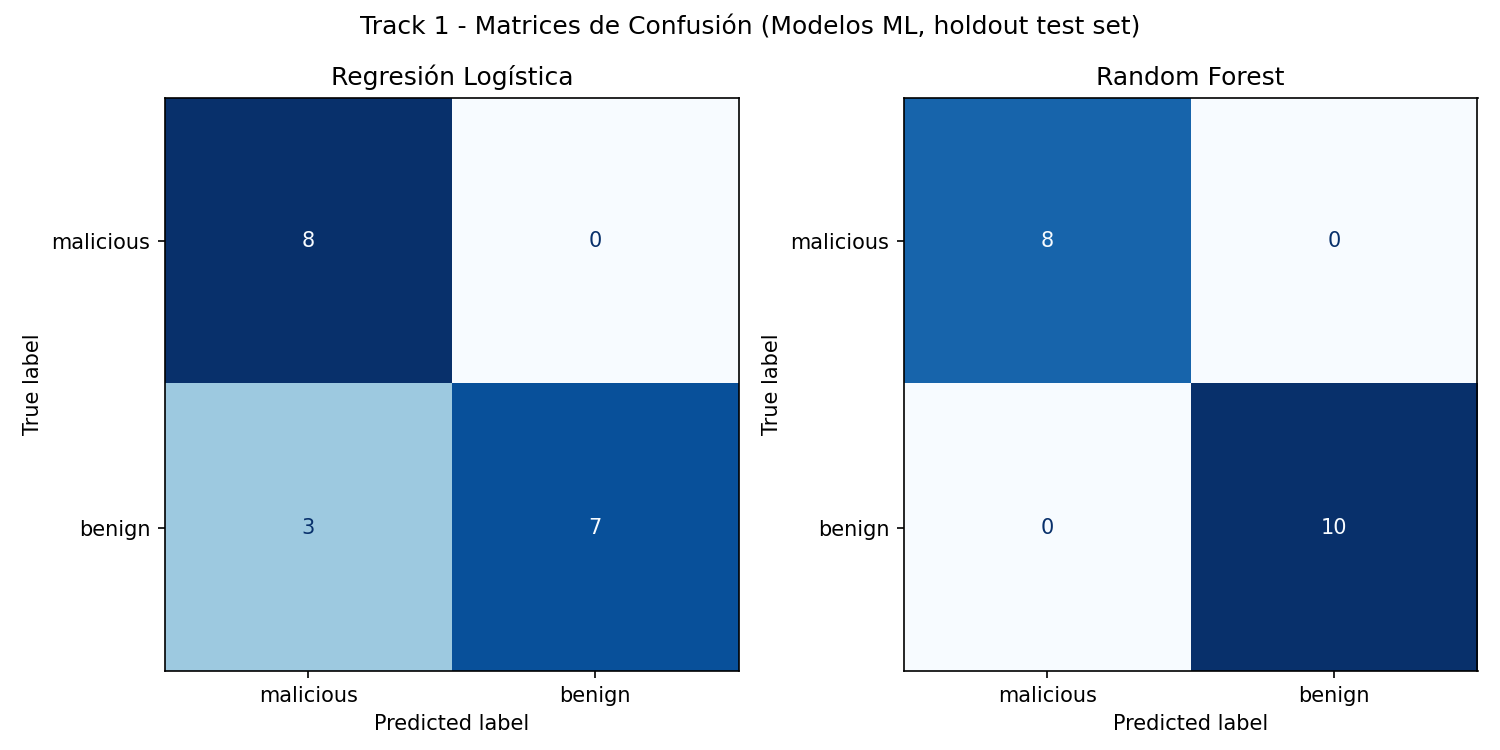 Track 1 - Matrices de Confusión (Modelos ML, holdout test set)
Regresión Logística
malicious
8
0
True label
benign
3
7
malicious
benign
Predicted label
Random Forest
malicious
8
0
True label
benign
0
10
malicious
benign
Predicted label